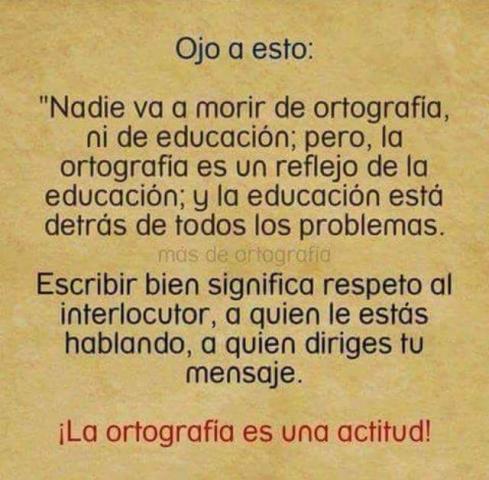 Ojo a esto:
"Nadie va a morir de ortografía,
ni de educación; pero, la
ortografía es un reflejo de la
educación; y la educación está
detrás de todos los problemas.
más de ortografía
Escribir bien significa respeto al
interlocutor, a quien le estás
hablando, a quien diriges tu
mensaje.
¡La ortografía es una actitud!